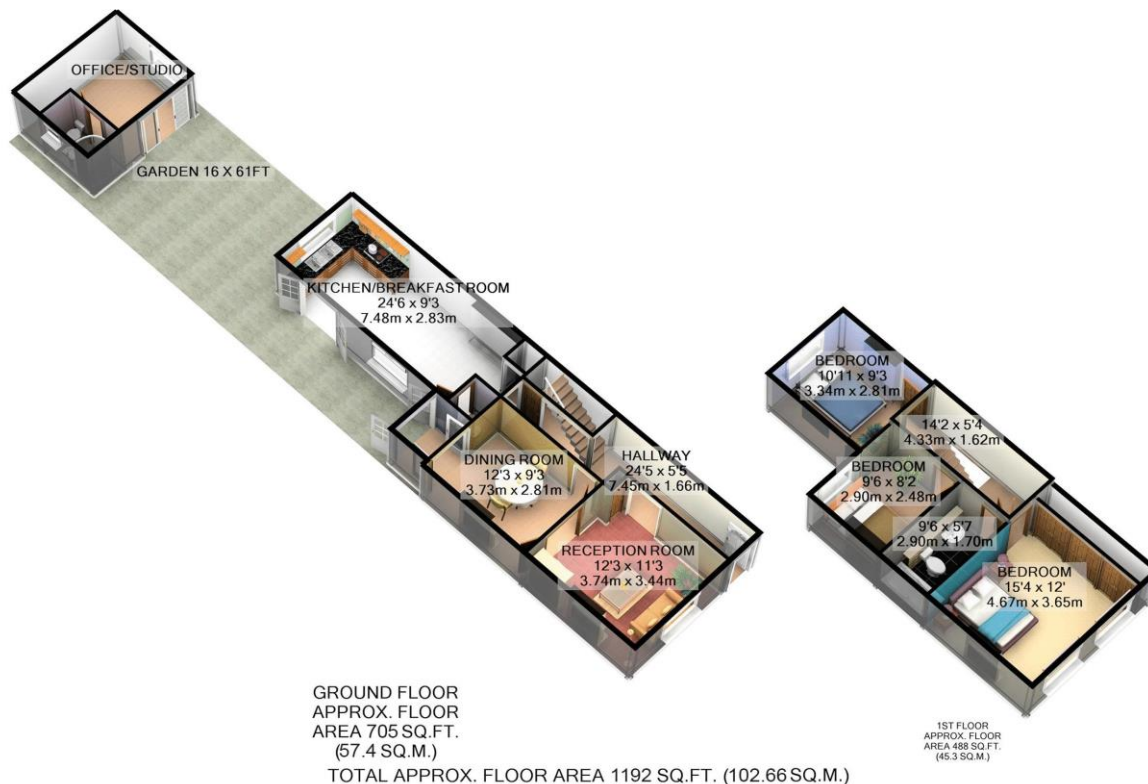 OFFICE/STUDIO
GARDEN 16 X 61FT
KITCHEN/BREAKFAST ROOM
24'6 x 9'3
7.48m x 2.83m
DINING ROOM
12'3 x 9'3
3.73m x 2.81m
HALLWAY
24'5 x 5'5
7.45m x 1.66m
RECEPTION ROOM
12'3 x 11'3
3.74m x 3.44m
BEDROOM
10'11 x 9'3
3.34m x 2.81m
14'2 x 5'4
4.33m x 1.62m
BEDROOM
9'6 x 8'2
2.90m x 2.48m
9'6 x 5'7
2.90m x 1.70m
BEDROOM
15'4 x 12'
4.67m x 3.65m
GROUND FLOOR
APPROX. FLOOR
AREA 705 SQ.FT.
(57.4 SQ.M.)
1ST FLOOR
APPROX. FLOOR
AREA 488 SQ.FT.
(45.3 SQ.M.)
TOTAL APPROX. FLOOR AREA 1192 SQ.FT. (102.66 SQ.M.)